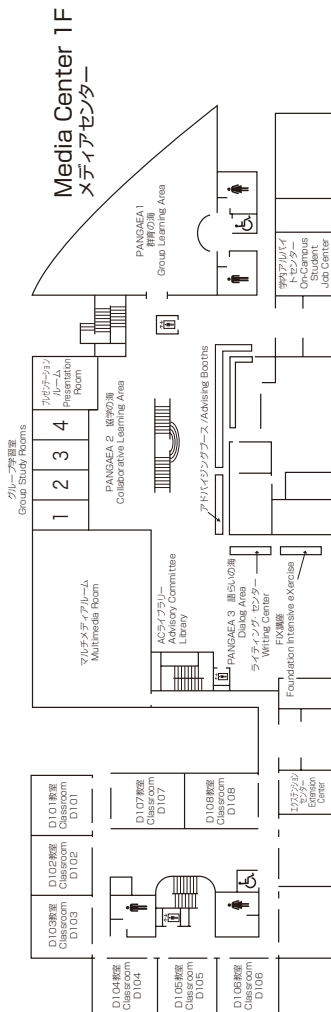 Media Center 1F
メディアセンター
PANGAEA 1
群育の海
Group Learning Area
学内アルバイ
トセンター
On-Campus
Student
Job Center
グループ学習室
Group Study Rooms
1
2
3
4
プレゼンテーション
ルーム
Presentation
Room
PANGAEA 2 協学の海
Collaborative Learning Area
アドバイジングブース/Advising Booths
マルチメディアルーム
Multimedia Room
ACライブラリー
Advisory Committee
Library
PANGAEA 3 語らいの海
Dialog Area
ライティング・センター
Writing Center
FIX講座
Foundation Intensive eXercise
D101教室
Classroom
D101
D102教室
Classroom
D102
D103教室
Classroom
D103
D104教室
Classroom
D104
D105教室
Classroom
D105
D106教室
Classroom
D106
D107教室
Classroom
D107
D108教室
Classroom
D108
エクステンション
センター
Extension
Center